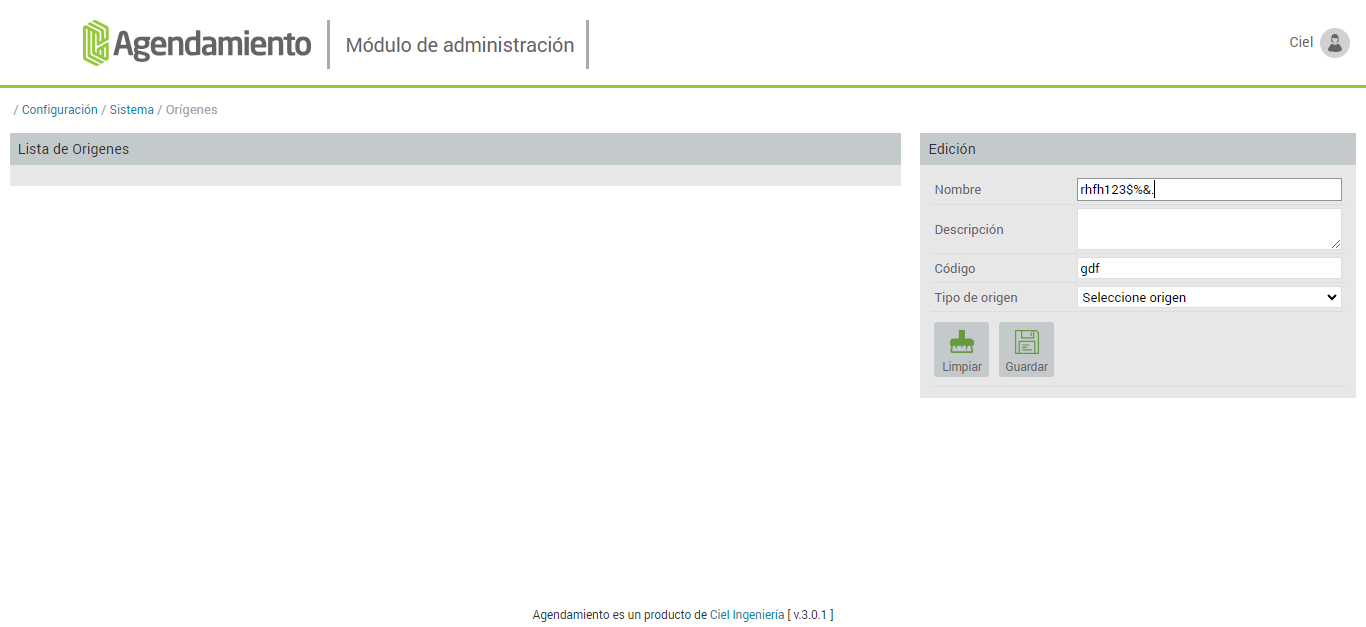 Agendamiento
Módulo de administración
Ciel
/ Configuración / Sistema / Orígenes
Lista de Origenes
Edición
Nombre
rhfh123$%&.
Descripción
Código
gdf
Tipo de origen
Seleccione origen
Limpiar
Guardar
Agendamiento es un producto de Ciel Ingeniería [ v.3.0.1 ]